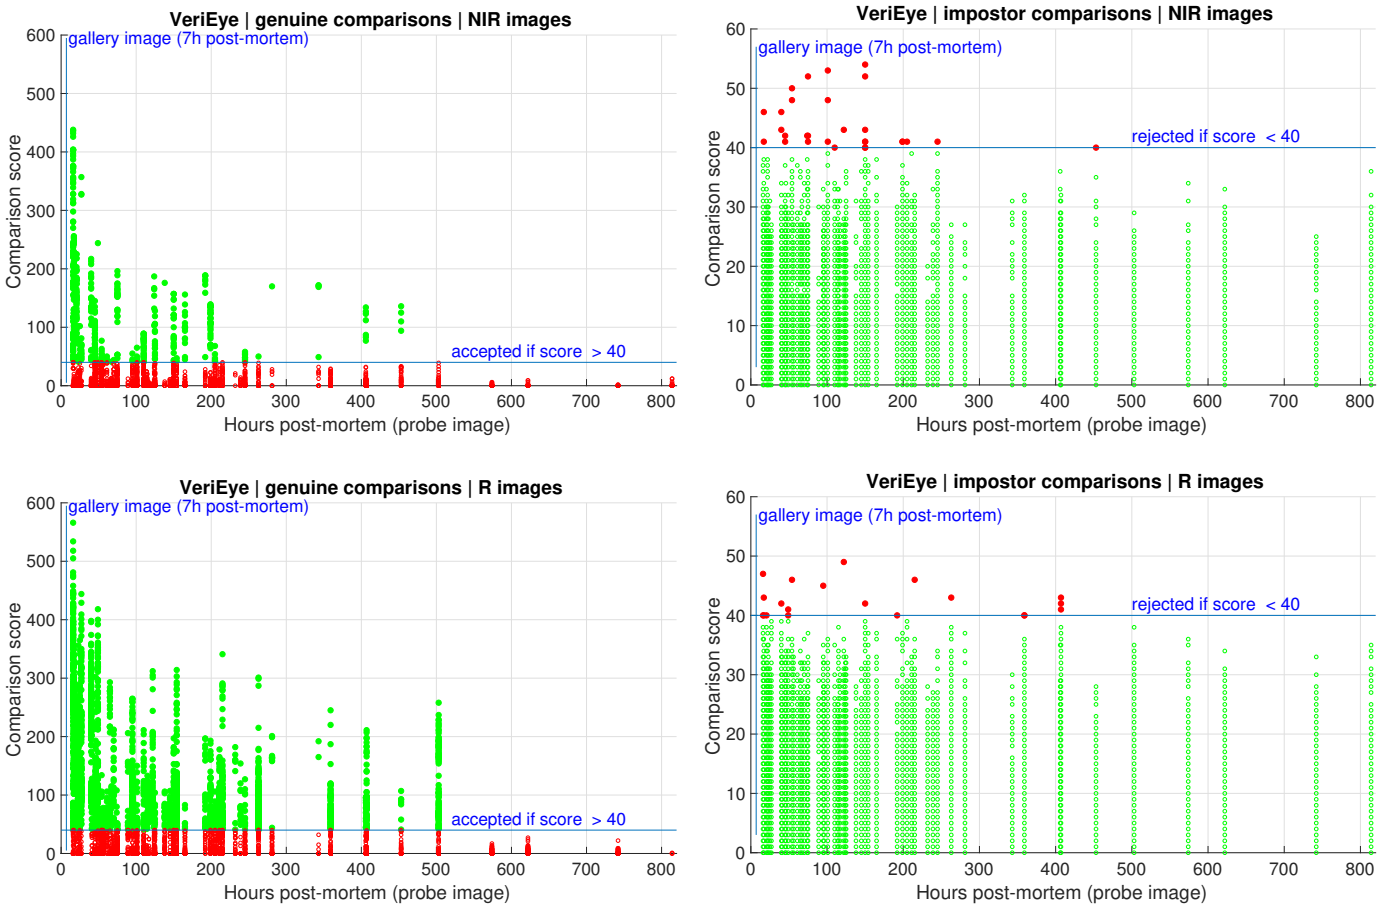 VeriEye | genuine comparisons | NIR images
gallery image (7h post-mortem)
accepted if score > 40
Comparison score
0
100
200
300
400
500
600
0 100 200 300 400 500 600 700 800
Hours post-mortem (probe image)
VeriEye | impostor comparisons | NIR images
gallery image (7h post-mortem)
rejected if score < 40
Comparison score
0
10
20
30
40
50
60
0 100 200 300 400 500 600 700 800
Hours post-mortem (probe image)
VeriEye | genuine comparisons | R images
gallery image (7h post-mortem)
accepted if score > 40
Comparison score
0
100
200
300
400
500
600
0 100 200 300 400 500 600 700 800
Hours post-mortem (probe image)
VeriEye | impostor comparisons | R images
gallery image (7h post-mortem)
rejected if score < 40
Comparison score
0
10
20
30
40
50
60
0 100 200 300 400 500 600 700 800
Hours post-mortem (probe image)